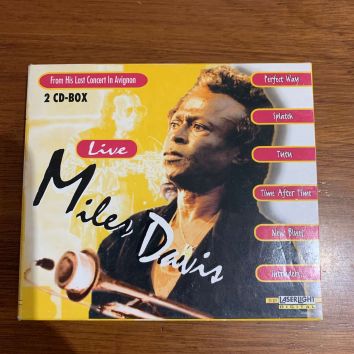 From His Last Concert In Avignon
2 CD-BOX
Live
Miles Davis
Perfect Way
Splatch
Tutu
Time After Time
New Blues
Intruder
LASERLIGHT
DIGITAL